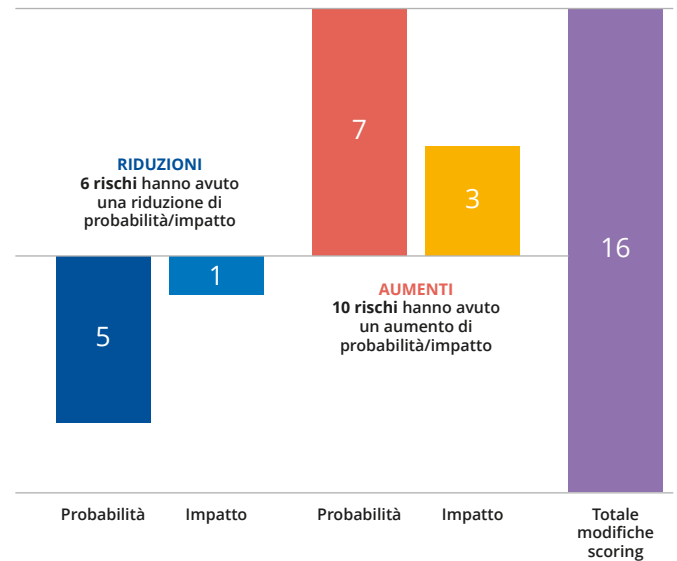 RIDUZIONI
6 rischi hanno avuto
una riduzione di
probabilità/impatto
5
1
7
3
AUMENTI
10 rischi hanno avuto
un aumento di
probabilità/impatto
16
Probabilità
Impatto
Probabilità
Impatto
Totale
modifiche
scoring